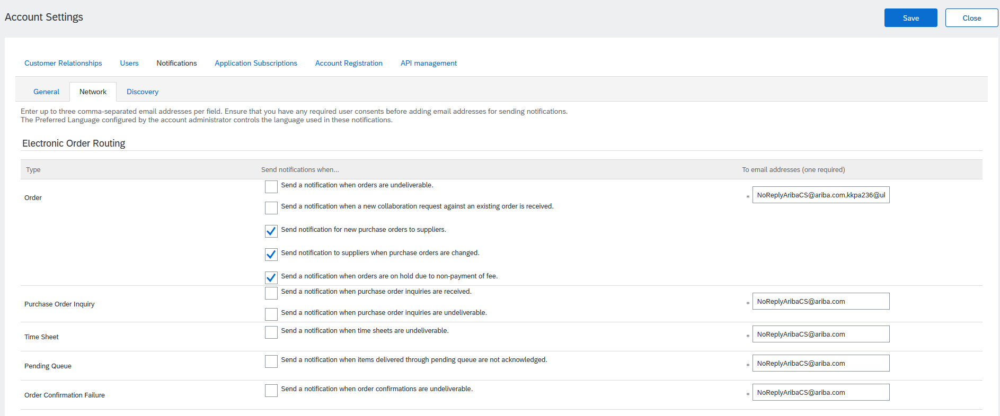 Account Settings
Save
Close
Customer Relationships
Users
Notifications
Application Subscriptions
Account Registration
API management
General
Network
Discovery
Enter up to three comma-separated email addresses per field. Ensure that you have any required user consents before adding email addresses for sending notifications.
The Preferred Language configured by the account administrator controls the language used in these notifications.
Electronic Order Routing
Type
Send notifications when...
To email addresses (one required)
Order
Send a notification when orders are undeliverable.
* NoReplyAribaCS@ariba.com,kkpa236@uk
Send a notification when a new collaboration request against an existing order is received.
Send notification for new purchase orders to suppliers.
Send notification to suppliers when purchase orders are changed.
Send a notification when orders are on hold due to non-payment of fee.
Purchase Order Inquiry
Send a notification when purchase order inquiries are received.
* NoReplyAribaCS@ariba.com
Send a notification when purchase order inquiries are undeliverable.
Time Sheet
Send a notification when time sheets are undeliverable.
* NoReplyAribaCS@ariba.com
Pending Queue
Send a notification when items delivered through pending queue are not acknowledged.
* NoReplyAribaCS@ariba.com
Order Confirmation Failure
Send a notification when order confirmations are undeliverable.
* NoReplyAribaCS@ariba.com